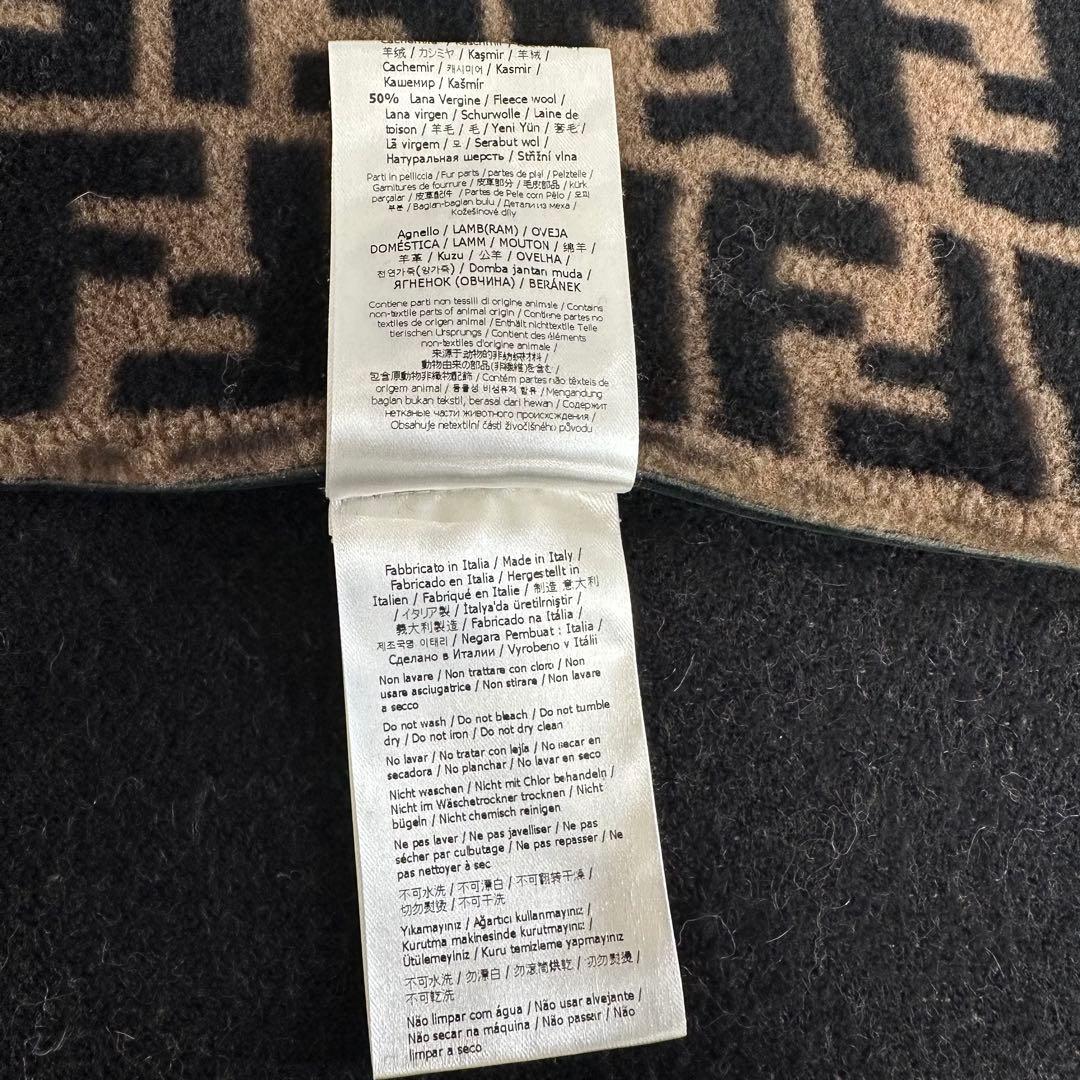 羊绒 / カシミヤ / Kaşmir / 羊絨 /
Cachemir / 캐시미어 / Kasmir /
Кашемир / Kašmír
50% Lana Vergine / Fleece wool /
Lana virgen / Schurwolle / Laine de
toison / 羊毛 / 毛 / Yeni Yün / 套毛 /
Lã virgem / 모 / Serabut wol /
Натуральная шерсть / Střižní vlna
Parti in pelliccia / Fur parts / partes de piel / Pelzteile /
Garnitures de fourrure / 皮革部分 / 毛皮部品 / kürk
parçalar / 皮草配件 / Partes de Pele com Pêlo / 모피
부분 / Bagian-bagian bulu / Детали из меха /
Kožešinové díly
Agnello / LAMB(RAM) / OVEJA
DOMÉSTICA / LAMM / MOUTON / 绵羊 /
羊革 / Kuzu / 公羊 / OVELHA /
천연가죽(양가죽) / Domba jantan muda /
ЯГНЕНОК (ОВЧИНА) / BERÁNEK
Contiene parti non tessili di origine animale / Contains
non-textile parts of animal origin / Contiene partes no
textiles de origen animal / Enthält nichttextile Teile
tierischen Ursprungs / Contient des éléments
non-textiles d'origine animale /
来源于动物的非纺织材料 /
動物由来の部品(非繊維)を含む /
包含原動物非織物配飾 / Contém partes não têxteis de
origem animal / 동물성 비섬유제 함유 / Mengandung
bagian bukan tekstil, berasal dari hewan / Содержит
нетканые части животного происхождения /
Obsahuje netextilní části živočišného původu
Fabbricato in Italia / Made in Italy /
Fabricado en Italia / Hergestellt in
Italien / Fabriqué en Italie / 制造 意大利
/ イタリア製 / İtalya'da üretilmiştir /
義大利製造 / Fabricado na Itália /
제조국명 이태리 / Negara Pembuat : Italia /
Сделано в Италии / Vyrobeno v Itálii
Non lavare / Non trattare con cloro / Non
usare asciugatrice / Non stirare / Non lavare
a secco
Do not wash / Do not bleach / Do not tumble
dry / Do not iron / Do not dry clean
No lavar / No tratar con lejía / No secar en
secadora / No planchar / No lavar en seco
Nicht waschen / Nicht mit Chlor behandeln /
Nicht im Wäschetrockner trocknen / Nicht
bügeln / Nicht chemisch reinigen
Ne pas laver / Ne pas javelliser / Ne pas
sécher par culbutage / Ne pas repasser / Ne
pas nettoyer à sec
不可水洗 / 不可漂白 / 不可翻转干燥 /
切勿熨烫 / 不可干洗
Yıkamayınız / Ağartıcı kullanmayınız /
Kurutma makinesinde kurutmayınız /
Ütülemeyiniz / Kuru temizleme yapmayınız
不可水洗 / 勿漂白 / 勿滾筒烘乾 / 切勿熨燙 /
不可乾洗
Não limpar com água / Não usar alvejante /
Não secar na máquina / Não passar / Não
limpar a seco